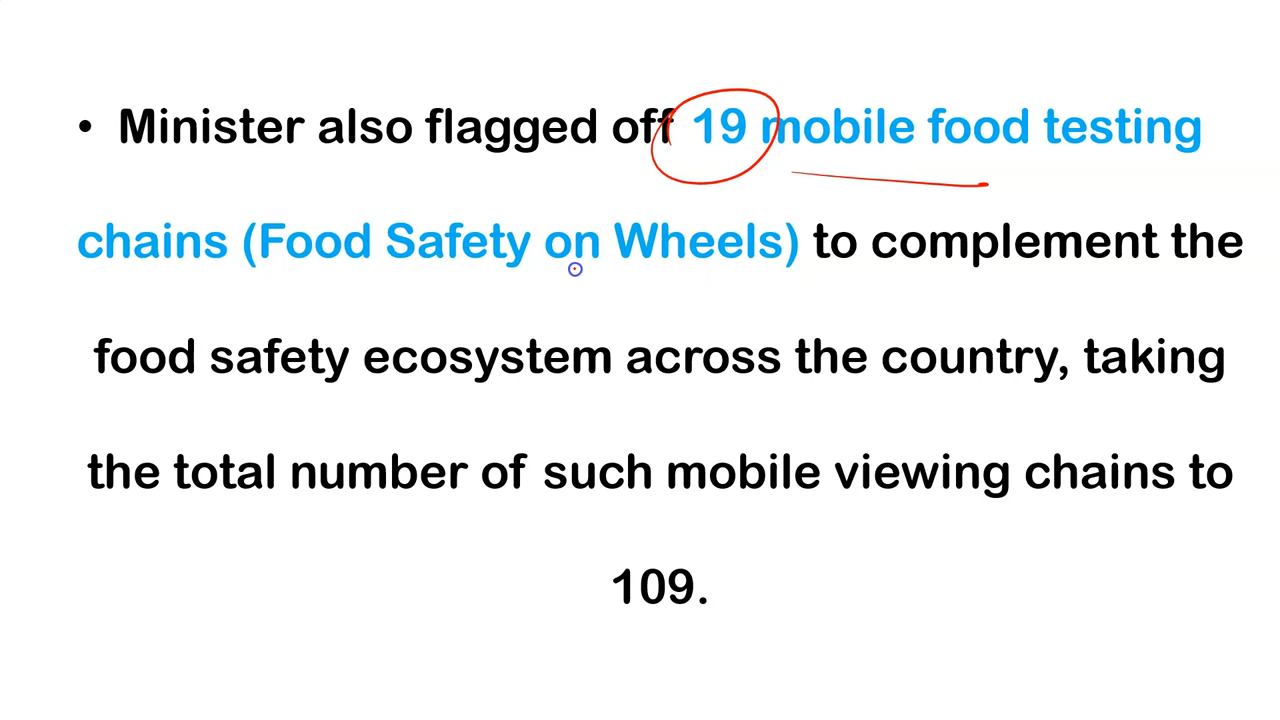 • Minister also flagged off 19 mobile food testing
chains (Food Safety on Wheels) to complement the
food safety ecosystem across the country, taking
the total number of such mobile viewing chains to
109.